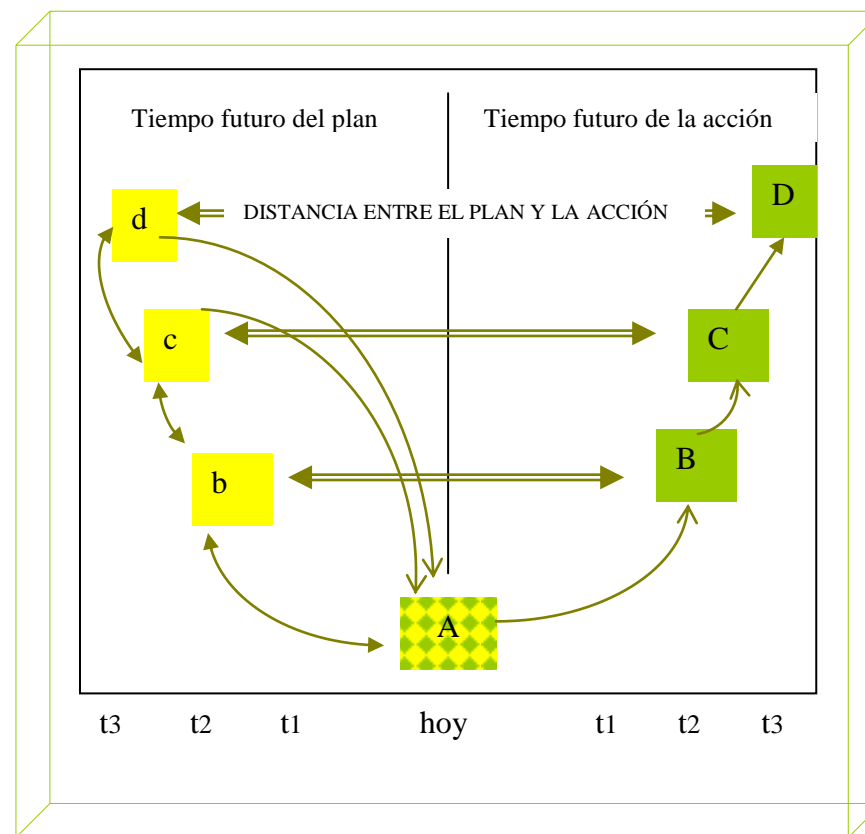 Tiempo futuro del plan
Tiempo futuro de la acción
d
DISTANCIA ENTRE EL PLAN Y LA ACCIÓN
D
c
C
b
B
A
t3 t2 t1 hoy t1 t2 t3